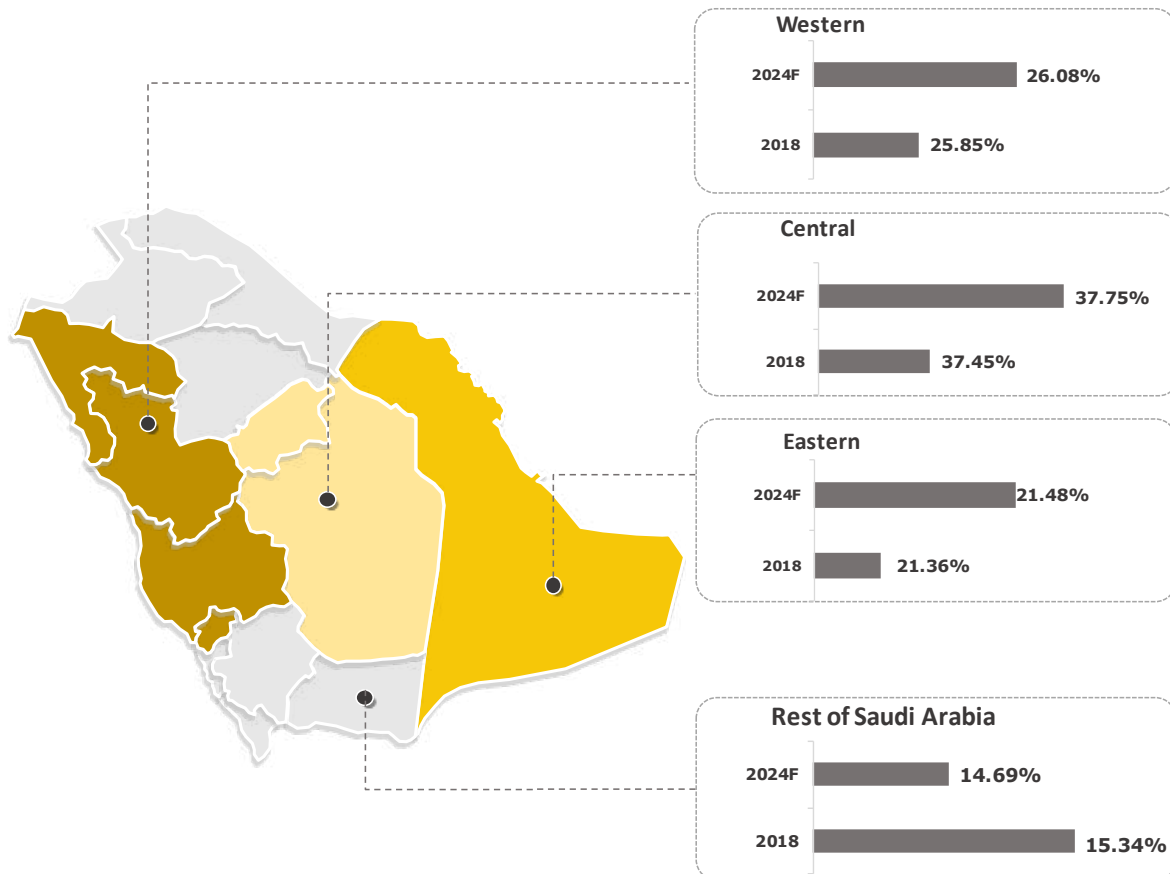 Western
2024F 26.08%
2018 25.85%
Central
2024F 37.75%
2018 37.45%
Eastern
2024F 21.48%
2018 21.36%
Rest of Saudi Arabia
2024F 14.69%
2018 15.34%